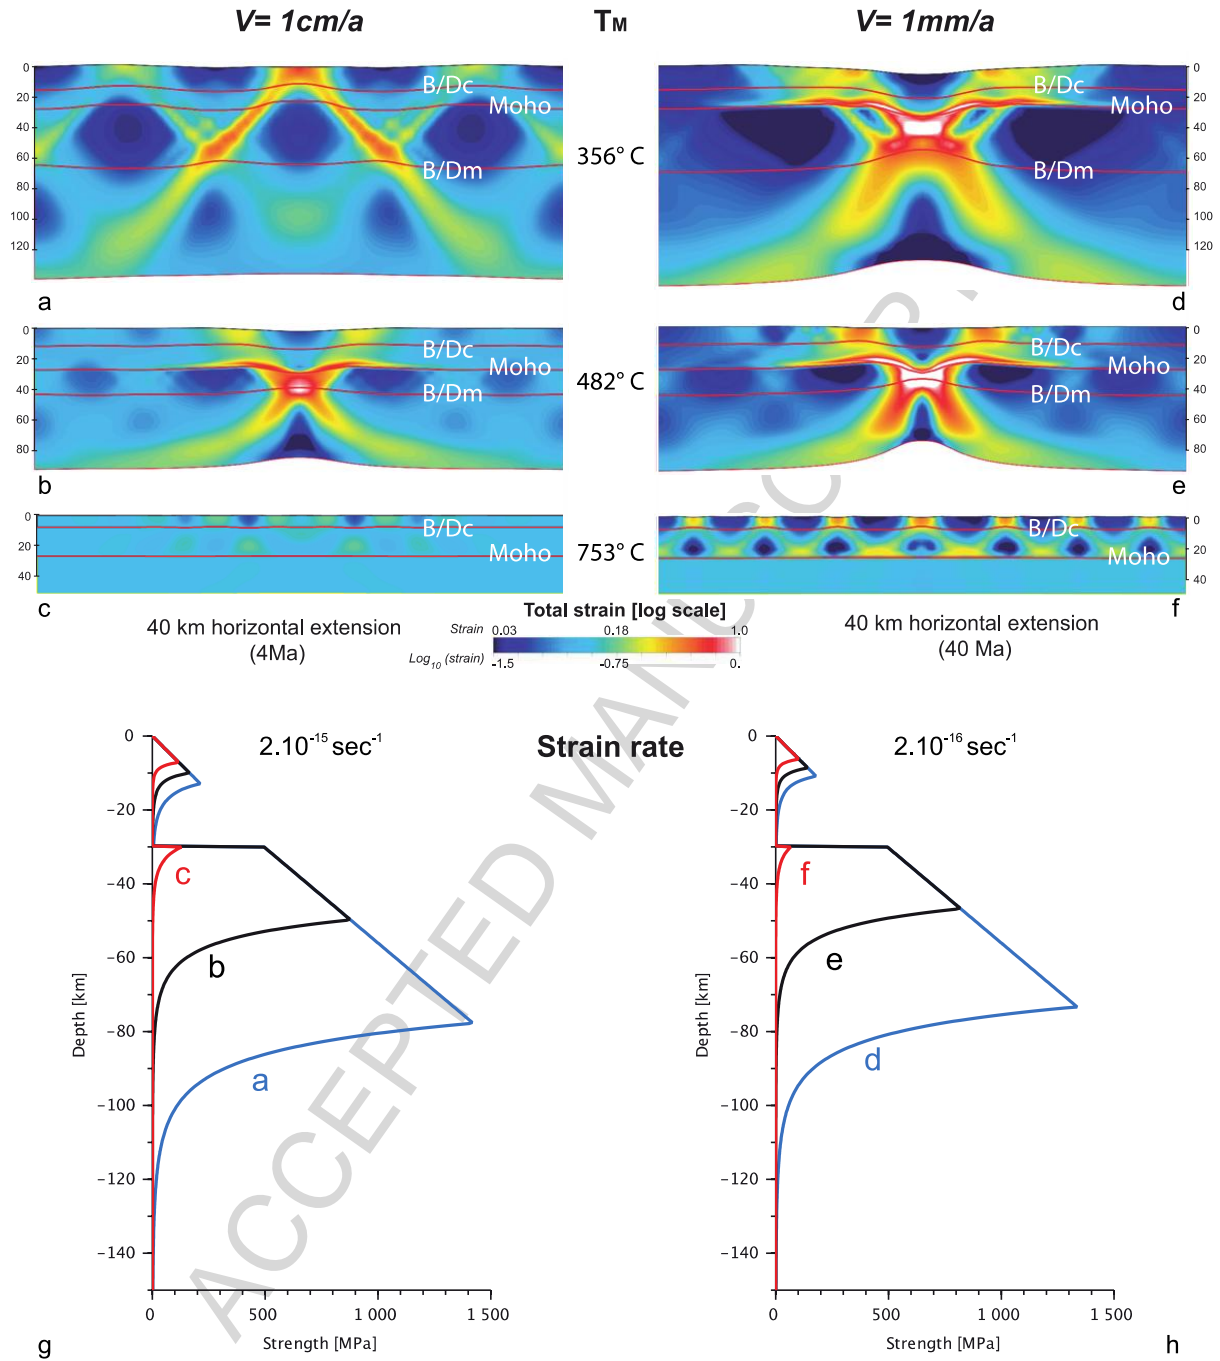 V= 1cm/a
TM
V= 1mm/a
0
20
40
60
80
100
120
B/Dc
Moho
B/Dm
a
356° C
0
20
40
60
80
100
120
B/Dc
Moho
B/Dm
d
0
20
40
60
80
B/Dc
Moho
B/Dm
b
482° C
0
20
40
60
80
B/Dc
Moho
B/Dm
e
0
20
40
B/Dc
Moho
c
753° C
0
20
40
B/Dc
Moho
f
40 km horizontal extension
(4Ma)
Total strain [log scale]
Strain 0.03 0.18 1.0
Log10 (strain) -1.5 -0.75 0.
40 km horizontal extension
(40 Ma)
Strain rate
2.10-15 sec-1
0
−20
−40
−60
−80
−100
−120
−140
Depth [km]
c
b
a
0 500 1 000 1 500
Strength [MPa]
g
2.10-16 sec-1
0
−20
−40
−60
−80
−100
−120
−140
Depth [km]
f
e
d
0 500 1 000 1 500
Strength [MPa]
h
ACCEPTED MANUSCRIPT